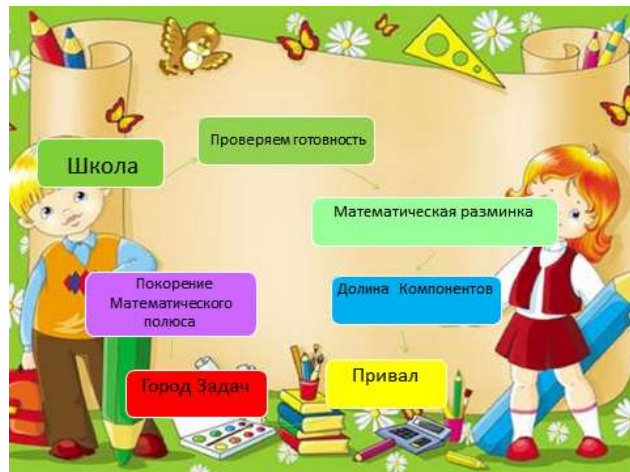 Школа
Проверяем готовность
Математическая разминка
Долина Компонентов
Привал
Город Задач
Покорение
Математического
полюса